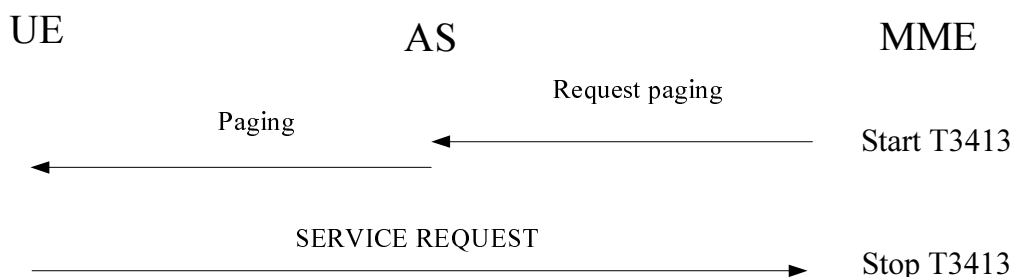 UE
AS
MME
Request paging
Paging
Start T3413
SERVICE REQUEST
Stop T3413